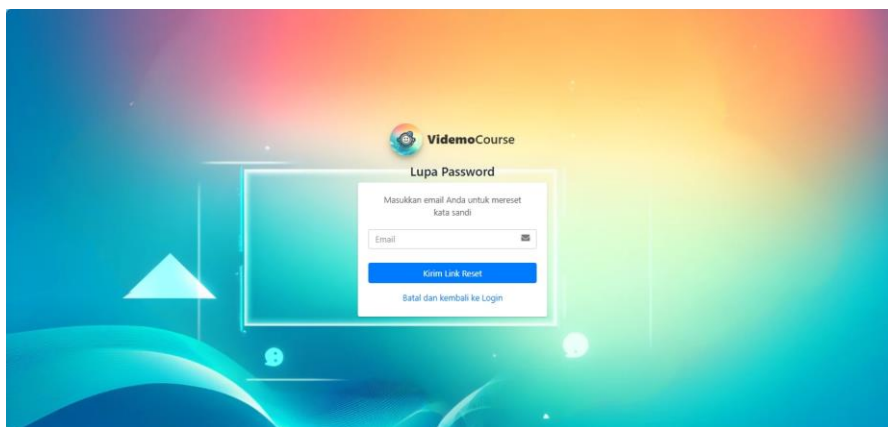 VidemoCourse
Lupa Password
Masukkan email Anda untuk mereset
kata sandi
Email
Kirim Link Reset
Batal dan kembali ke Login